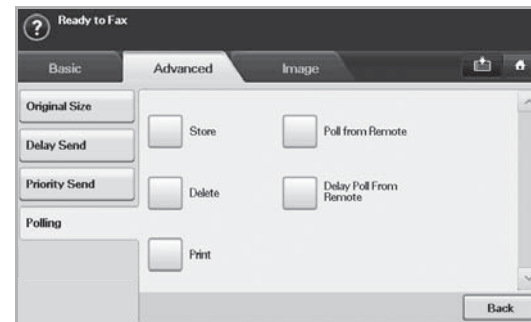 Ready to Fax
Basic
Advanced
Image
Original Size
Delay Send
Priority Send
Polling
Store
Poll from Remote
Delete
Delay Poll From
Remote
Print
Back